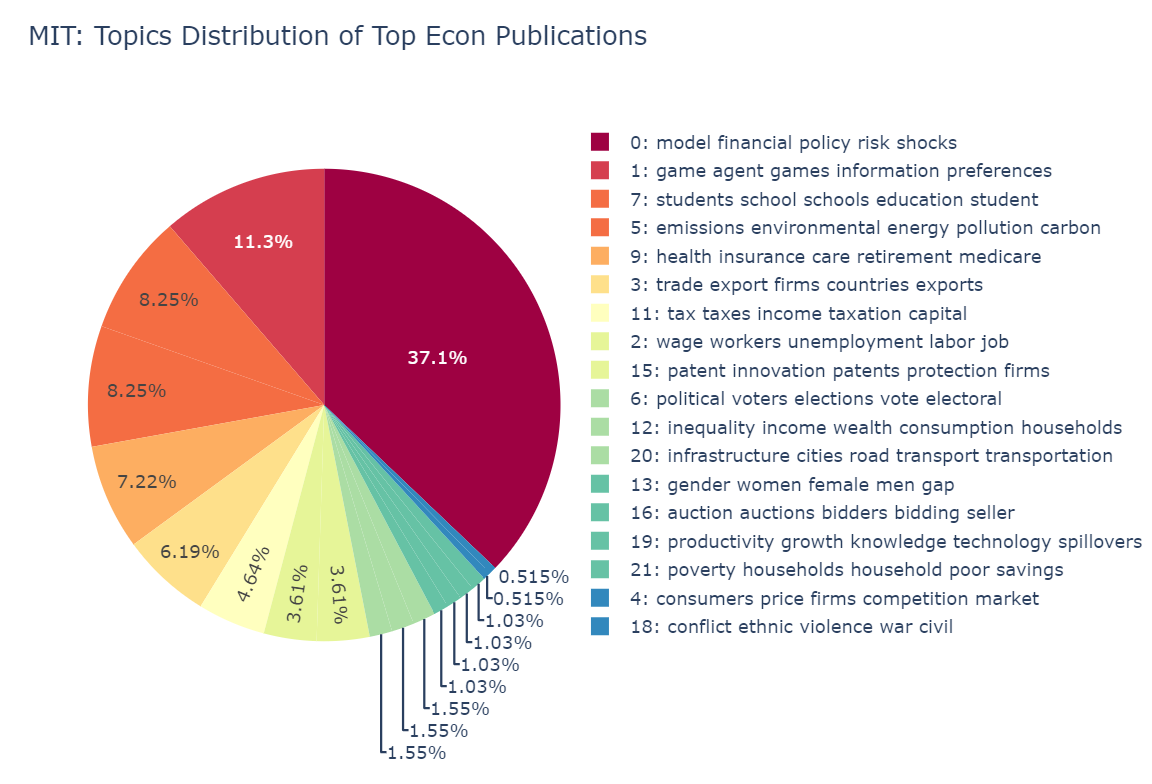 MIT: Topics Distribution of Top Econ Publications
0: model financial policy risk shocks
1: game agent games information preferences
7: students school schools education student
5: emissions environmental energy pollution carbon
9: health insurance care retirement medicare
3: trade export firms countries exports
11: tax taxes income taxation capital
2: wage workers unemployment labor job
15: patent innovation patents protection firms
6: political voters elections vote electoral
12: inequality income wealth consumption households
20: infrastructure cities road transport transportation
13: gender women female men gap
16: auction auctions bidders bidding seller
19: productivity growth knowledge technology spillovers
21: poverty households household poor savings
4: consumers price firms competition market
18: conflict ethnic violence war civil
11.3%
8.25%
37.1%
8.25%
7.22%
6.19%
4.64%
3.61%
3.61%
0.515%
0.515%
1.03%
1.03%
1.03%
1.03%
1.55%
1.55%
1.55%